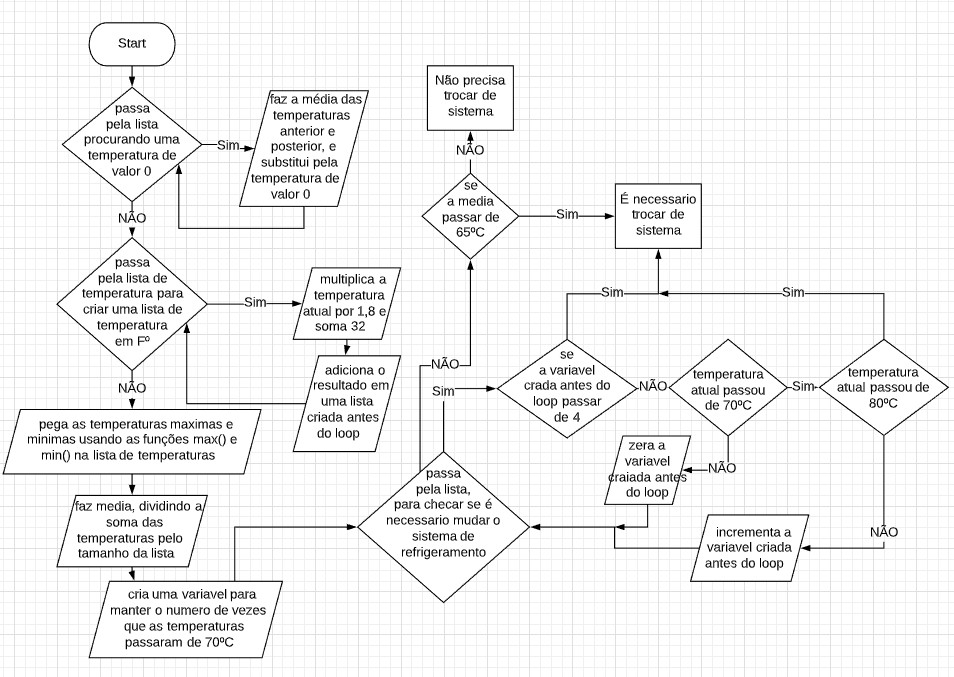 Start
passa
pela lista
procurando uma
temperatura de
valor 0
Sim
faz a média das
temperaturas
anterior e
posterior, e
substitui pela
temperatura de
valor 0
NÃO
passa
pela lista de
temperatura para
criar uma lista de
temperatura
em Fº
Sim
multiplica a
temperatura
atual por 1,8 e
soma 32
adiciona o
resultado em
uma lista
criada antes
do loop
NÃO
pega as temperaturas maximas e
minimas usando as funções max() e
min() na lista de temperaturas
faz media, dividindo a
soma das
temperaturas pelo
tamanho da lista
cria uma variavel para
manter o numero de vezes
que as temperaturas
passaram de 70ºC
passa
pela lista,
para checar se é
necessario mudar o
sistema de
refrigeramento
NÃO
se
a media
passar de
65ºC
NÃO
Não precisa
trocar de
sistema
Sim
É necessario
trocar de
sistema
Sim
se
a variavel
crada antes do
loop passar
de 4
Sim
NÃO
temperatura
atual passou
de 70ºC
Sim
temperatura
atual passou de
80ºC
Sim
NÃO
zera a
variavel
craiada antes
do loop
NÃO
incrementa a
variavel criada
antes do loop